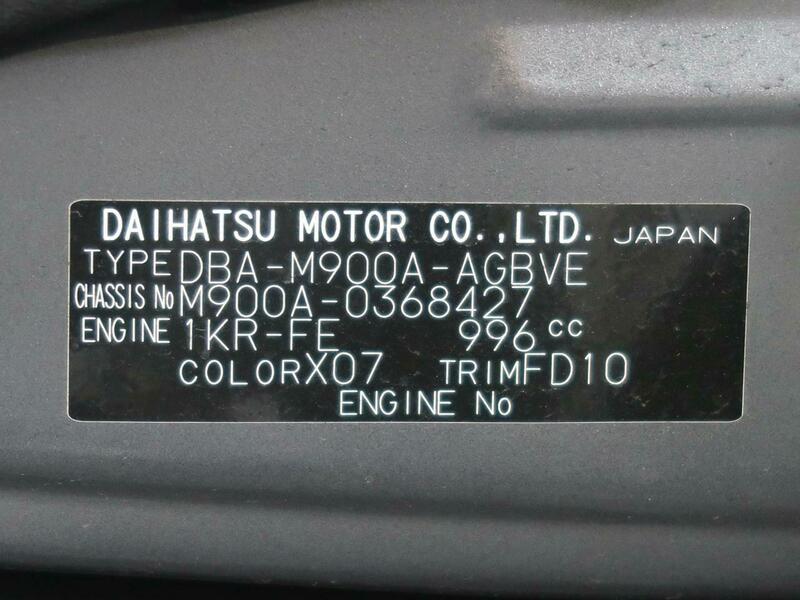 DAIHATSU MOTOR CO.,LTD. JAPAN
TYPE DBA-M900A-AGBVE
CHASSIS No M900A-0368427
ENGINE 1KR-FE 996 cc
COLOR X07 TRIM FD10
ENGINE No